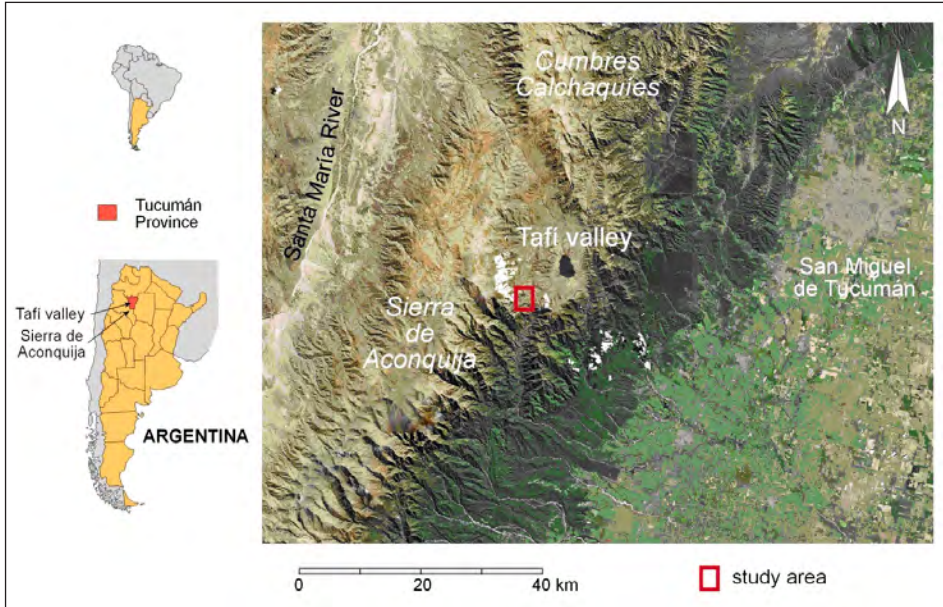 Tucumán
Province
Tafí valley
Sierra de
Aconquija
ARGENTINA
Santa María River
Cumbres
Calchaquíes
N
Tafí valley
San Miguel
de Tucumán
Sierra
de
Aconquija
0 20 40 km
study area